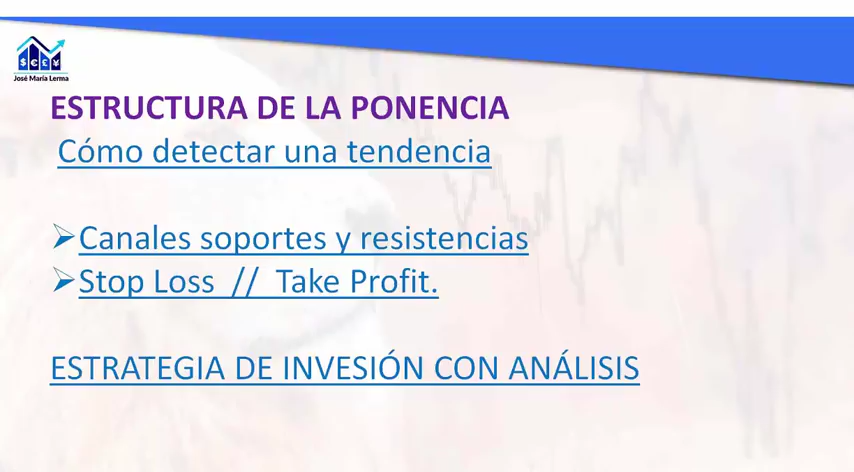 $ € £ ¥
José María Lerma
ESTRUCTURA DE LA PONENCIA
Cómo detectar una tendencia
Canales soportes y resistencias
Stop Loss // Take Profit.
ESTRATEGIA DE INVESIÓN CON ANÁLISIS